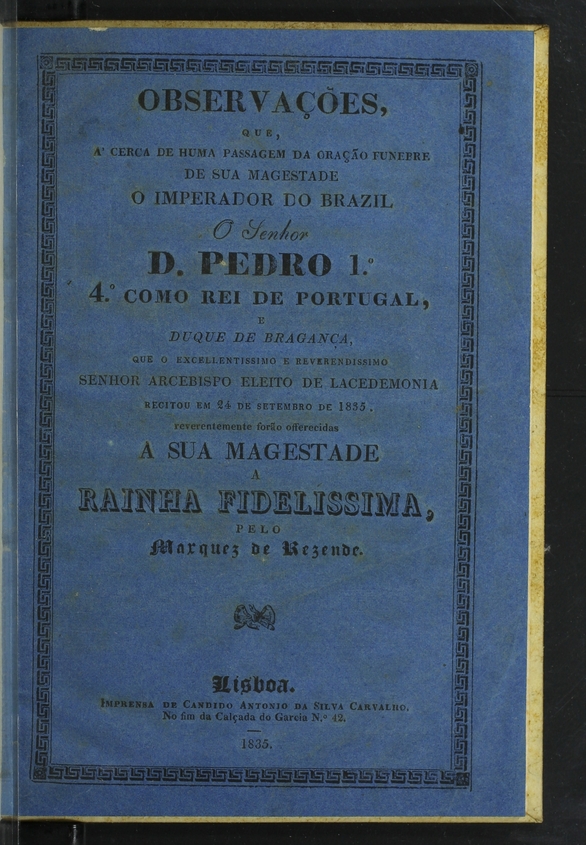 OBSERVAÇÕES,
QUE,
A' CERCA DE HUMA PASSAGEM DA ORAÇÃO FUNEBRE
DE SUA MAGESTADE
O IMPERADOR DO BRAZIL
O Senhor
D. PEDRO 1.º
4.º COMO REI DE PORTUGAL,
E
DUQUE DE BRAGANÇA,
QUE O EXCELLENTISSIMO E REVERENDISSIMO
SENHOR ARCEBISPO ELEITO DE LACEDEMONIA
RECITOU EM 24 DE SETEMBRO DE 1835.
reverentemente forão offerecidas
A SUA MAGESTADE
A
RAINHA FIDELISSIMA,
PELO
Marquez de Rezende.
Lisboa.
IMPRENSA DE CANDIDO ANTONIO DA SILVA CARVALHO.
No fim da Calçada do Garcia N.º 42.
1835.